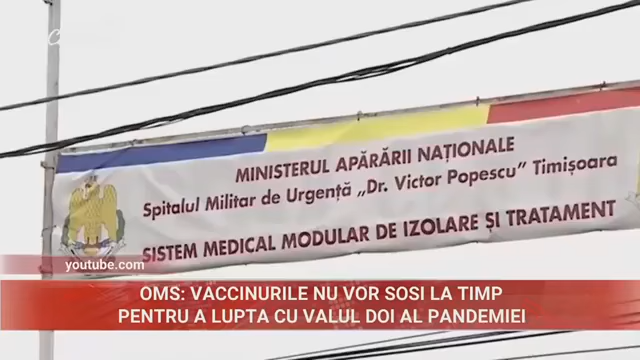 MINISTERUL APĂRĂRII NAȚIONALE
Spitalul Militar de Urgență „Dr. Victor Popescu” Timișoara
SISTEM MEDICAL MODULAR DE IZOLARE ȘI TRATAMENT
youtube.com
OMS: VACCINURILE NU VOR SOSI LA TIMP
PENTRU A LUPTA CU VALUL DOI AL PANDEMIEI